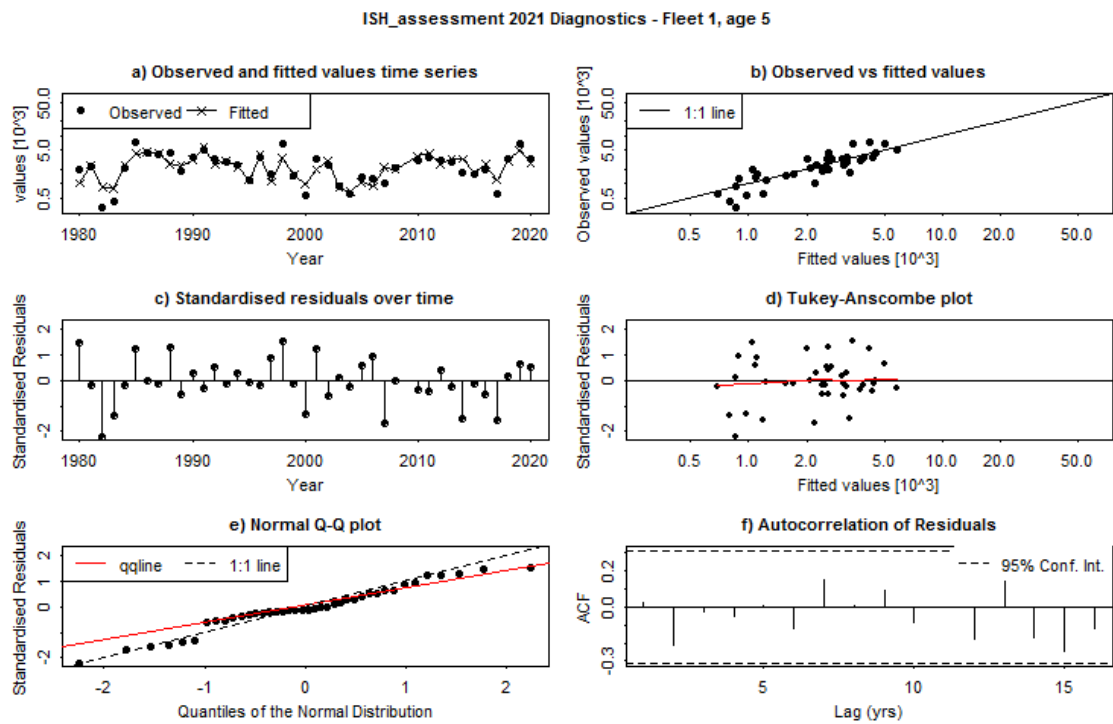 ISH_assessment 2021 Diagnostics - Fleet 1, age 5
a) Observed and fitted values time series
values [10^3]
50.0
5.0
0.5
Observed
Fitted
1980
1990
2000
2010
2020
Year
b) Observed vs fitted values
Observed values [10^3]
50.0
5.0
0.5
1:1 line
0.5
1.0
2.0
5.0
10.0
20.0
50.0
Fitted values [10^3]
c) Standardised residuals over time
Standardised Residuals
2
1
0
-2
1980
1990
2000
2010
2020
Year
d) Tukey-Anscombe plot
Standardised Residuals
2
1
0
-2
0.5
1.0
2.0
5.0
10.0
20.0
50.0
Fitted values [10^3]
e) Normal Q-Q plot
Standardised Residuals
2
1
0
-2
qqline
1:1 line
-2
-1
0
1
2
Quantiles of the Normal Distribution
f) Autocorrelation of Residuals
ACF
0.2
0.0
-0.3
95% Conf. Int.
5
10
15
Lag (yrs)